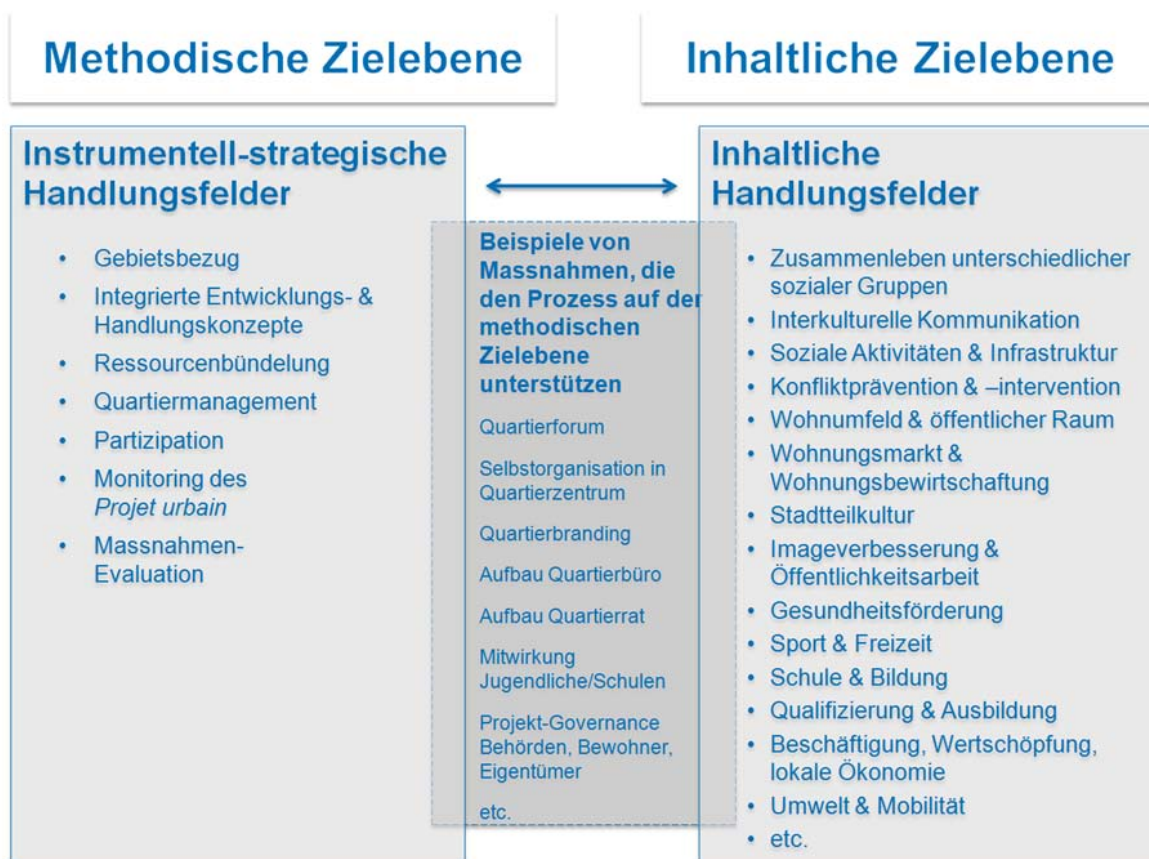 Methodische Zielebene
Inhaltliche Zielebene
Instrumentell-strategische
Handlungsfelder
• Gebietsbezug
• Integrierte Entwicklungs- &
Handlungskonzepte
• Ressourcenbündelung
• Quartiermanagement
• Partizipation
• Monitoring des
Projet urbain
• Massnahmen-
Evaluation
Beispiele von
Massnahmen, die
den Prozess auf der
methodischen
Zielebene
unterstützen
Quartierforum
Selbstorganisation in
Quartierzentrum
Quartierbranding
Aufbau Quartierbüro
Aufbau Quartierrat
Mitwirkung
Jugendliche/Schulen
Projekt-Governance
Behörden, Bewohner,
Eigentümer
etc.
Inhaltliche
Handlungsfelder
• Zusammenleben unterschiedlicher
sozialer Gruppen
• Interkulturelle Kommunikation
• Soziale Aktivitäten & Infrastruktur
• Konfliktprävention & –intervention
• Wohnumfeld & öffentlicher Raum
• Wohnungsmarkt &
Wohnungsbewirtschaftung
• Stadtteilkultur
• Imageverbesserung &
Öffentlichkeitsarbeit
• Gesundheitsförderung
• Sport & Freizeit
• Schule & Bildung
• Qualifizierung & Ausbildung
• Beschäftigung, Wertschöpfung,
lokale Ökonomie
• Umwelt & Mobilität
• etc.